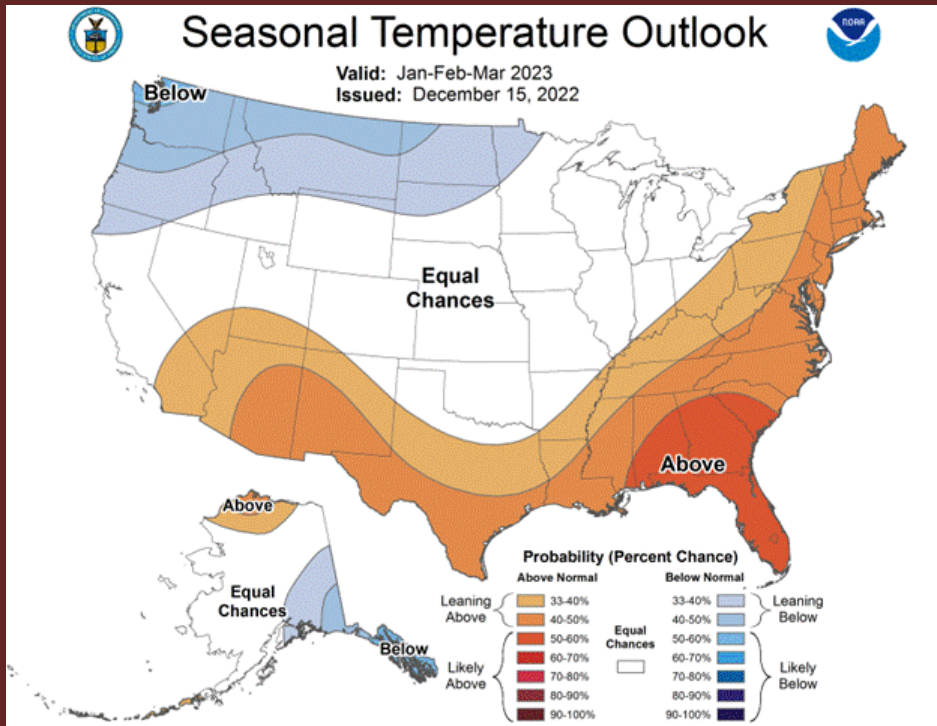 Seasonal Temperature Outlook
NOAA
Valid: Jan-Feb-Mar 2023
Issued: December 15, 2022
Below
Equal
Chances
Above
Above
Equal
Chances
Below
Probability (Percent Chance)
Above Normal
Below Normal
Leaning
Above
33-40%
40-50%
Likely
Above
50-60%
60-70%
70-80%
80-90%
90-100%
Equal
Chances
33-40%
40-50%
Leaning
Below
50-60%
60-70%
70-80%
80-90%
90-100%
Likely
Below